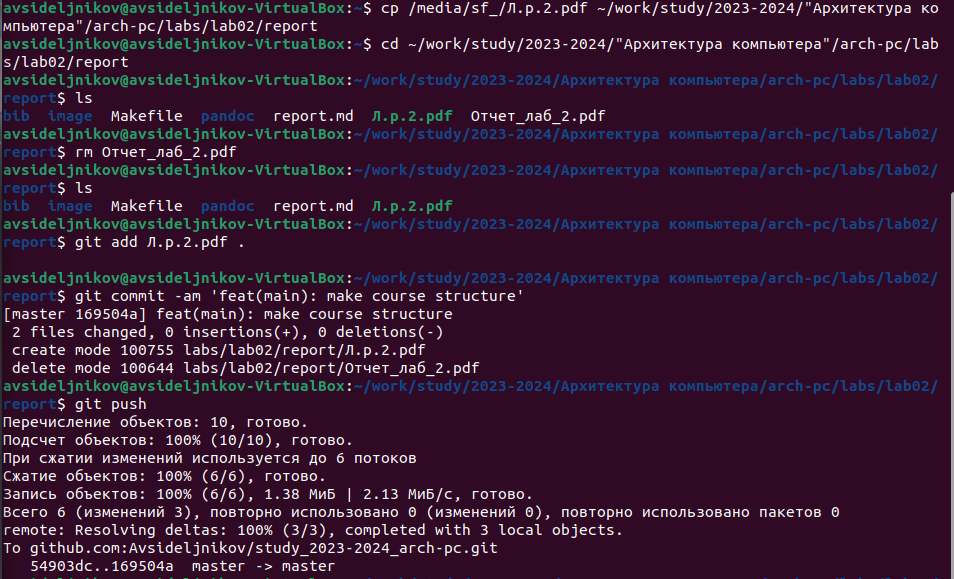 avsideljnikov@avsideljnikov-VirtualBox:~$ cp /media/sf_/Л.р.2.pdf ~/work/study/2023-2024/"Архитектура ко
мпьютера"/arch-pc/labs/lab02/report
avsideljnikov@avsideljnikov-VirtualBox:~$ cd ~/work/study/2023-2024/"Архитектура компьютера"/arch-pc/lab
s/lab02/report
avsideljnikov@avsideljnikov-VirtualBox:~/work/study/2023-2024/Архитектура компьютера/arch-pc/labs/lab02/
report$ ls
bib  image  Makefile  pandoc  report.md  Л.р.2.pdf  Отчет_лаб_2.pdf
avsideljnikov@avsideljnikov-VirtualBox:~/work/study/2023-2024/Архитектура компьютера/arch-pc/labs/lab02/
report$ rm Отчет_лаб_2.pdf
avsideljnikov@avsideljnikov-VirtualBox:~/work/study/2023-2024/Архитектура компьютера/arch-pc/labs/lab02/
report$ ls
bib  image  Makefile  pandoc  report.md  Л.р.2.pdf
avsideljnikov@avsideljnikov-VirtualBox:~/work/study/2023-2024/Архитектура компьютера/arch-pc/labs/lab02/
report$ git add Л.р.2.pdf .
avsideljnikov@avsideljnikov-VirtualBox:~/work/study/2023-2024/Архитектура компьютера/arch-pc/labs/lab02/
report$ git commit -am 'feat(main): make course structure'
[master 169504a] feat(main): make course structure
 2 files changed, 0 insertions(+), 0 deletions(-)
 create mode 100755 labs/lab02/report/Л.р.2.pdf
 delete mode 100644 labs/lab02/report/Отчет_лаб_2.pdf
avsideljnikov@avsideljnikov-VirtualBox:~/work/study/2023-2024/Архитектура компьютера/arch-pc/labs/lab02/
report$ git push
Перечисление объектов: 10, готово.
Подсчет объектов: 100% (10/10), готово.
При сжатии изменений используется до 6 потоков
Сжатие объектов: 100% (6/6), готово.
Запись объектов: 100% (6/6), 1.38 МиБ | 2.13 МиБ/с, готово.
Всего 6 (изменений 3), повторно использовано 0 (изменений 0), повторно использовано пакетов 0
remote: Resolving deltas: 100% (3/3), completed with 3 local objects.
To github.com:Avsideljnikov/study_2023-2024_arch-pc.git
   54903dc..169504a  master -> master